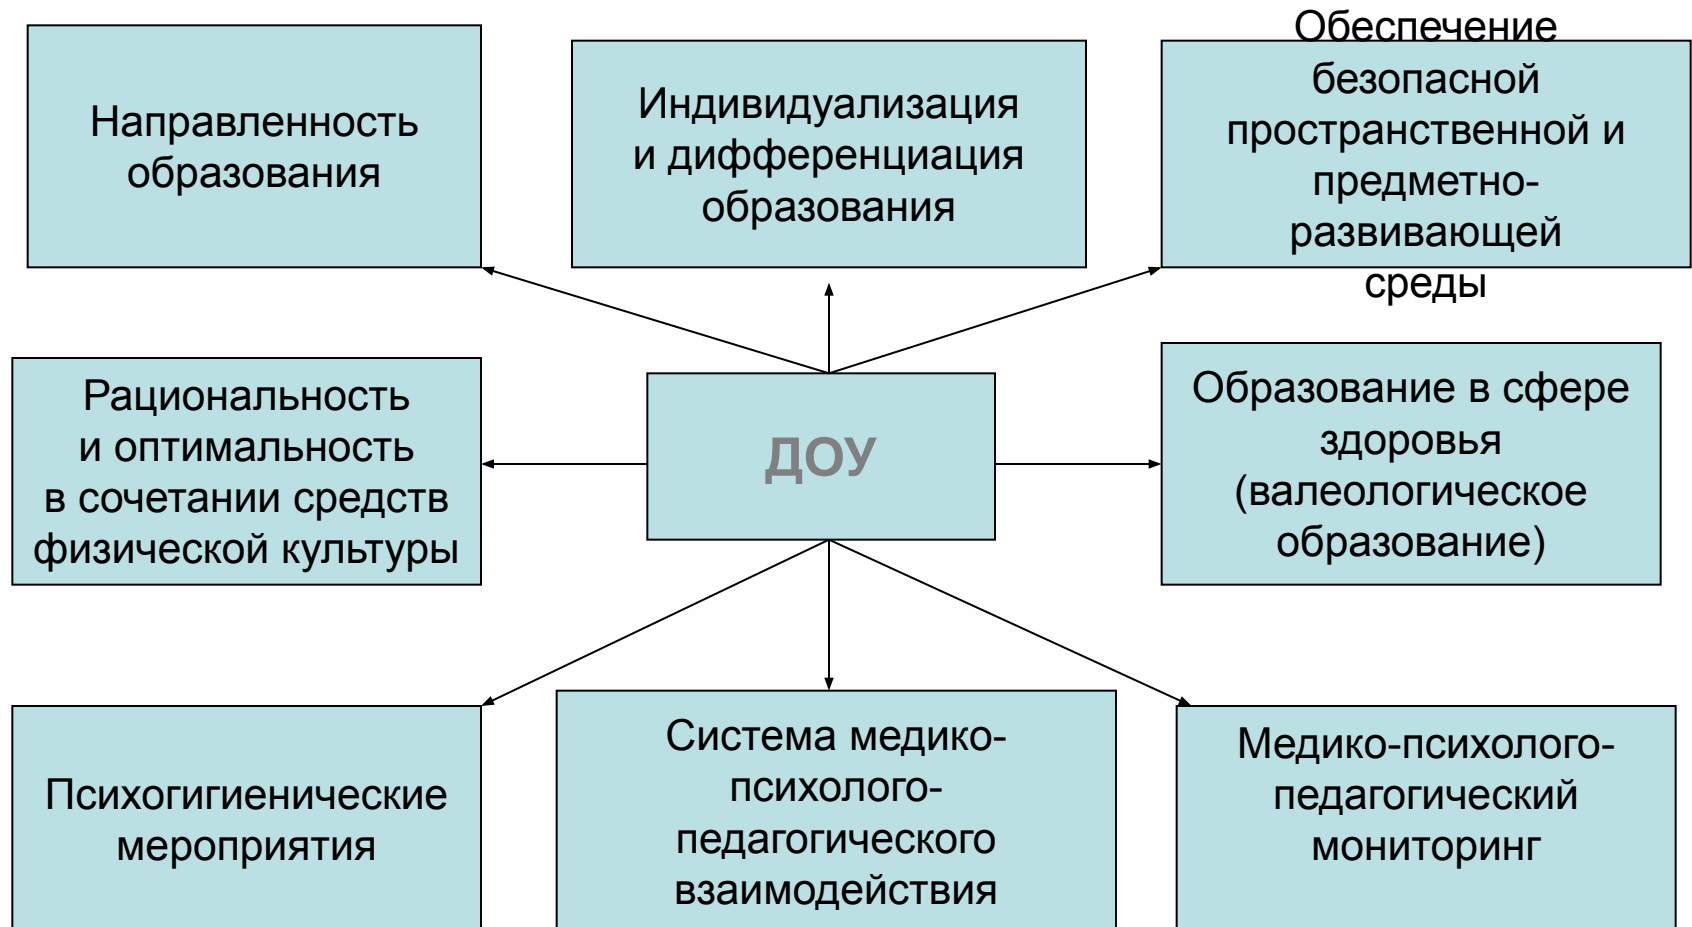 Направленность
образования
Индивидуализация
и дифференциация
образования
Обеспечение
безопасной
пространственной и
предметно-
развивающей
среды
Рациональность
и оптимальность
в сочетании средств
физической культуры
ДОУ
Образование в сфере
здоровья
(валеологическое
образование)
Психогигиенические
мероприятия
Система медико-
психолого-
педагогического
взаимодействия
Медико-психолого-
педагогический
мониторинг